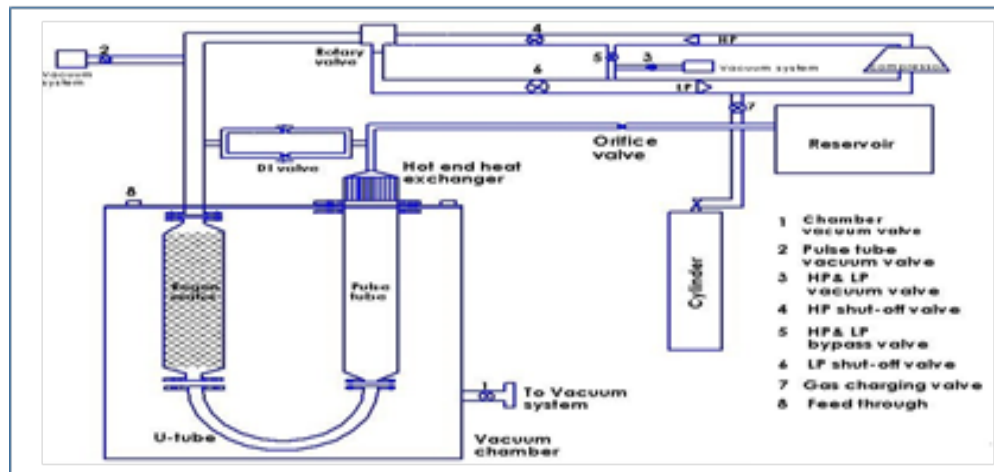 4
HP
2
Rotary
valve
5
3
Vacuum system
Compressor
Vacuum
system
6
LP
7
Orifice
valve
Reservoir
DI valve
Hot end heat
exchanger
8
1 Chamber
vacuum valve
2 Pulse tube
vacuum valve
3 HP& LP
vacuum valve
4 HP shut-off valve
5 HP& LP
bypass valve
6 LP shut-off valve
7 Gas charging valve
8 Feed through
Cylinder
Pulse
tube
1
To Vacuum
system
U-tube
Vacuum
chamber